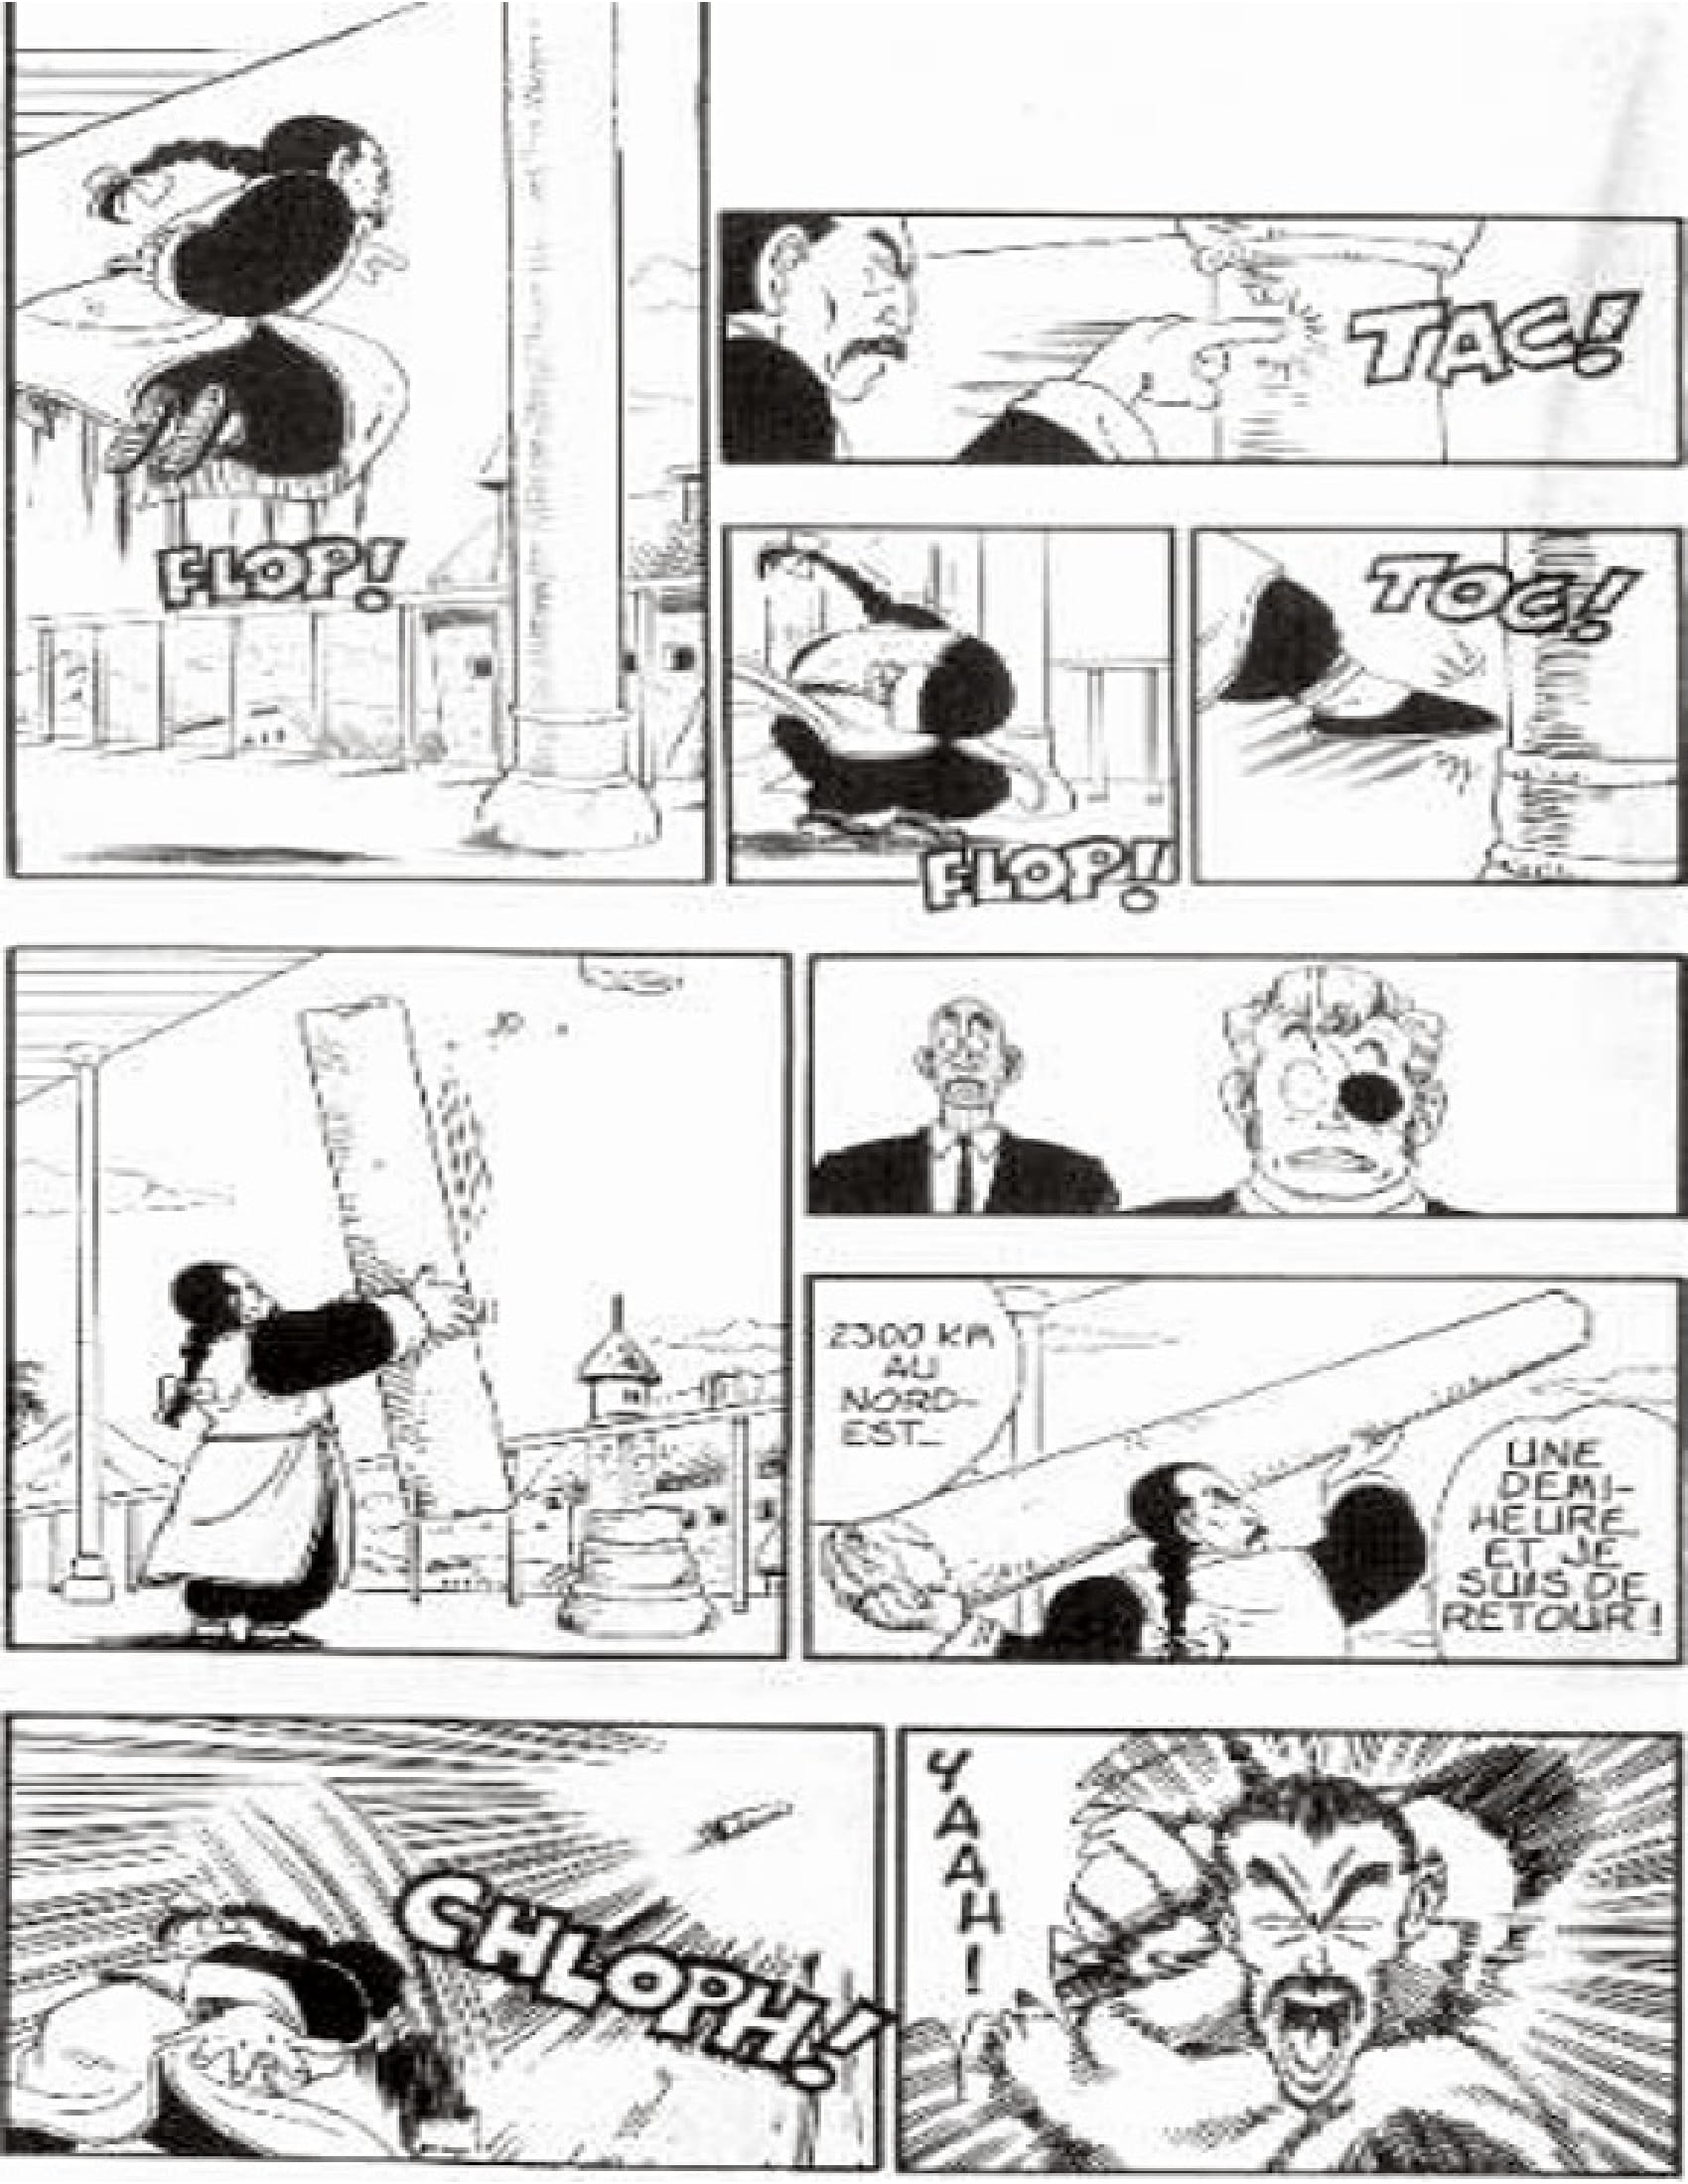 FLOP!
TAC!
FLOP!
TOC!
2300 KM
AU
NORD-
EST...
UNE
DEMI-
HEURE
ET JE
SUIS DE
RETOUR!
CHLOPH!
YAAH!